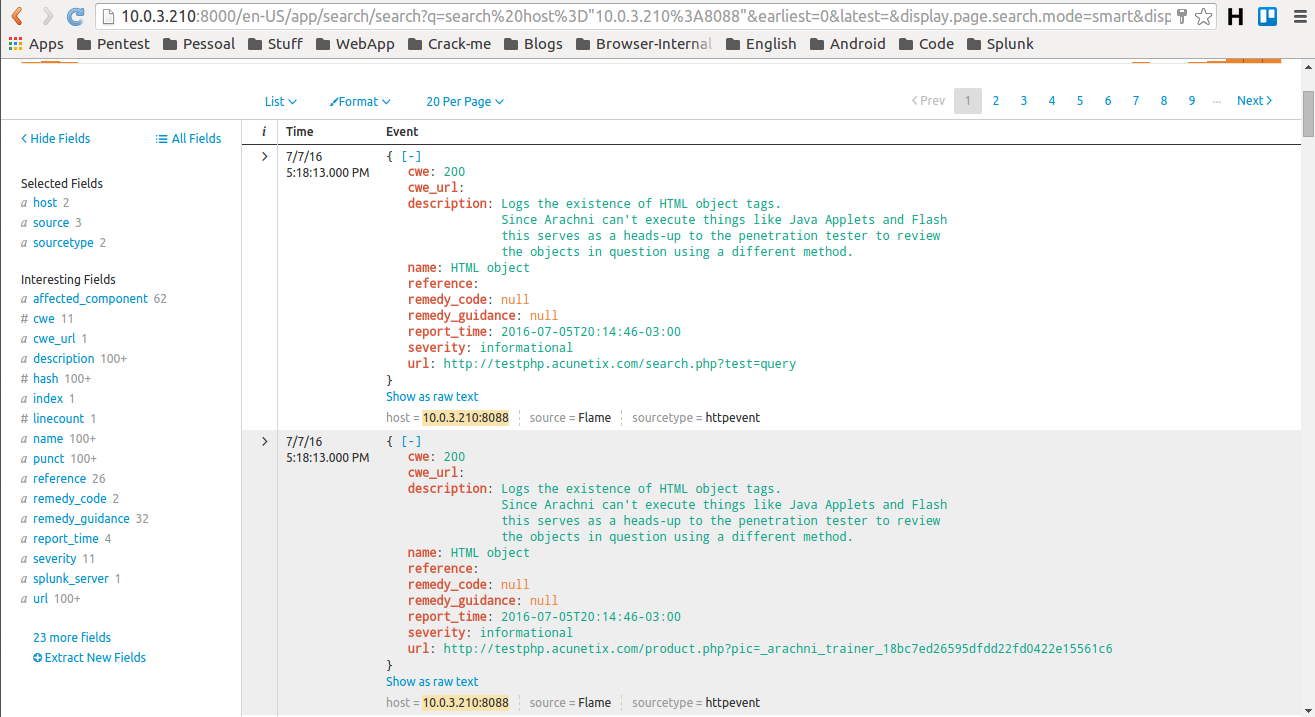 10.0.3.210:8000/en-US/app/search/search?q=search%20host%3D"10.0.3.210%3A8088"&earliest=0&latest=&display.page.search.mode=smart&disp
Apps Pentest Pessoal Stuff WebApp Crack-me Blogs Browser-Internal English Android Code Splunk
List Format 20 Per Page < Prev 1 2 3 4 5 6 7 8 9 ... Next >
< Hide Fields All Fields
i Time Event
Selected Fields
a host 2
a source 3
a sourcetype 2
Interesting Fields
a affected_component 62
# cwe 11
a cwe_url 1
a description 100+
# hash 100+
a index 1
# linecount 1
a name 100+
a punct 100+
a reference 26
a remedy_code 2
a remedy_guidance 32
a report_time 4
a severity 11
a splunk_server 1
a url 100+
23 more fields
Extract New Fields
> 7/7/16 { [-]
5:18:13.000 PM cwe: 200
cwe_url:
description: Logs the existence of HTML object tags.
Since Arachni can't execute things like Java Applets and Flash
this serves as a heads-up to the penetration tester to review
the objects in question using a different method.
name: HTML object
reference:
remedy_code: null
remedy_guidance: null
report_time: 2016-07-05T20:14:46-03:00
severity: informational
url: http://testphp.acunetix.com/search.php?test=query
}
Show as raw text
host = 10.0.3.210:8088 source = Flame sourcetype = httpevent
> 7/7/16 { [-]
5:18:13.000 PM cwe: 200
cwe_url:
description: Logs the existence of HTML object tags.
Since Arachni can't execute things like Java Applets and Flash
this serves as a heads-up to the penetration tester to review
the objects in question using a different method.
name: HTML object
reference:
remedy_code: null
remedy_guidance: null
report_time: 2016-07-05T20:14:46-03:00
severity: informational
url: http://testphp.acunetix.com/product.php?pic=_arachni_trainer_18bc7ed26595dfdd22fd0422e15561c6
}
Show as raw text
host = 10.0.3.210:8088 source = Flame sourcetype = httpevent